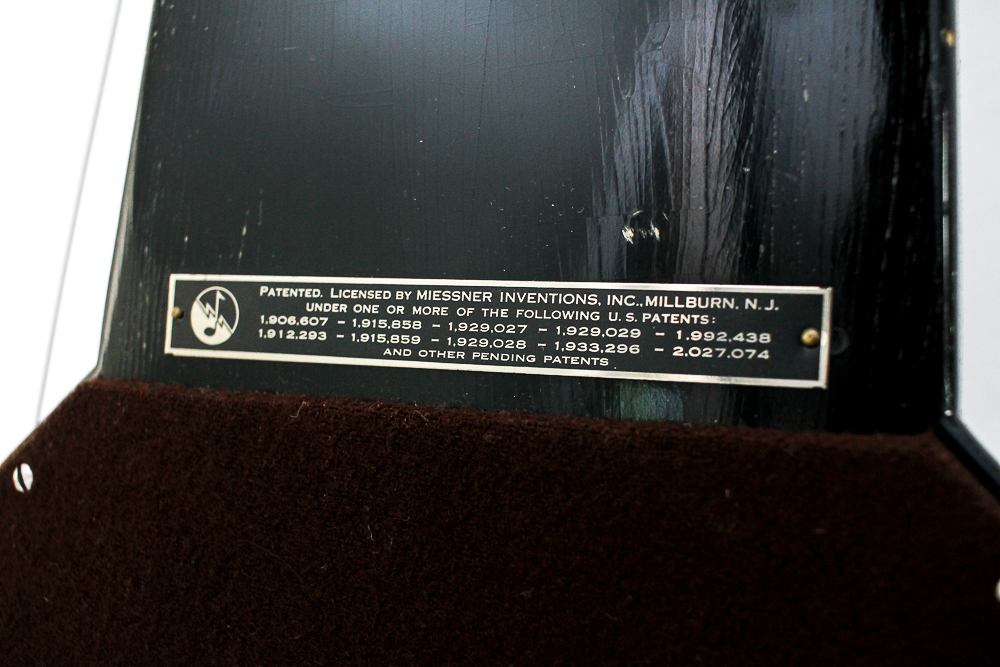 PATENTED. LICENSED BY MIESSNER INVENTIONS, INC., MILLBURN. N. J.
UNDER ONE OR MORE OF THE FOLLOWING U.S. PATENTS:
1,906,607 – 1,915,858 – 1,929,027 – 1,929,029 – 1,992,438
1,912,293 – 1,915,859 – 1,929,028 – 1,933,296 – 2,027,074
AND OTHER PENDING PATENTS